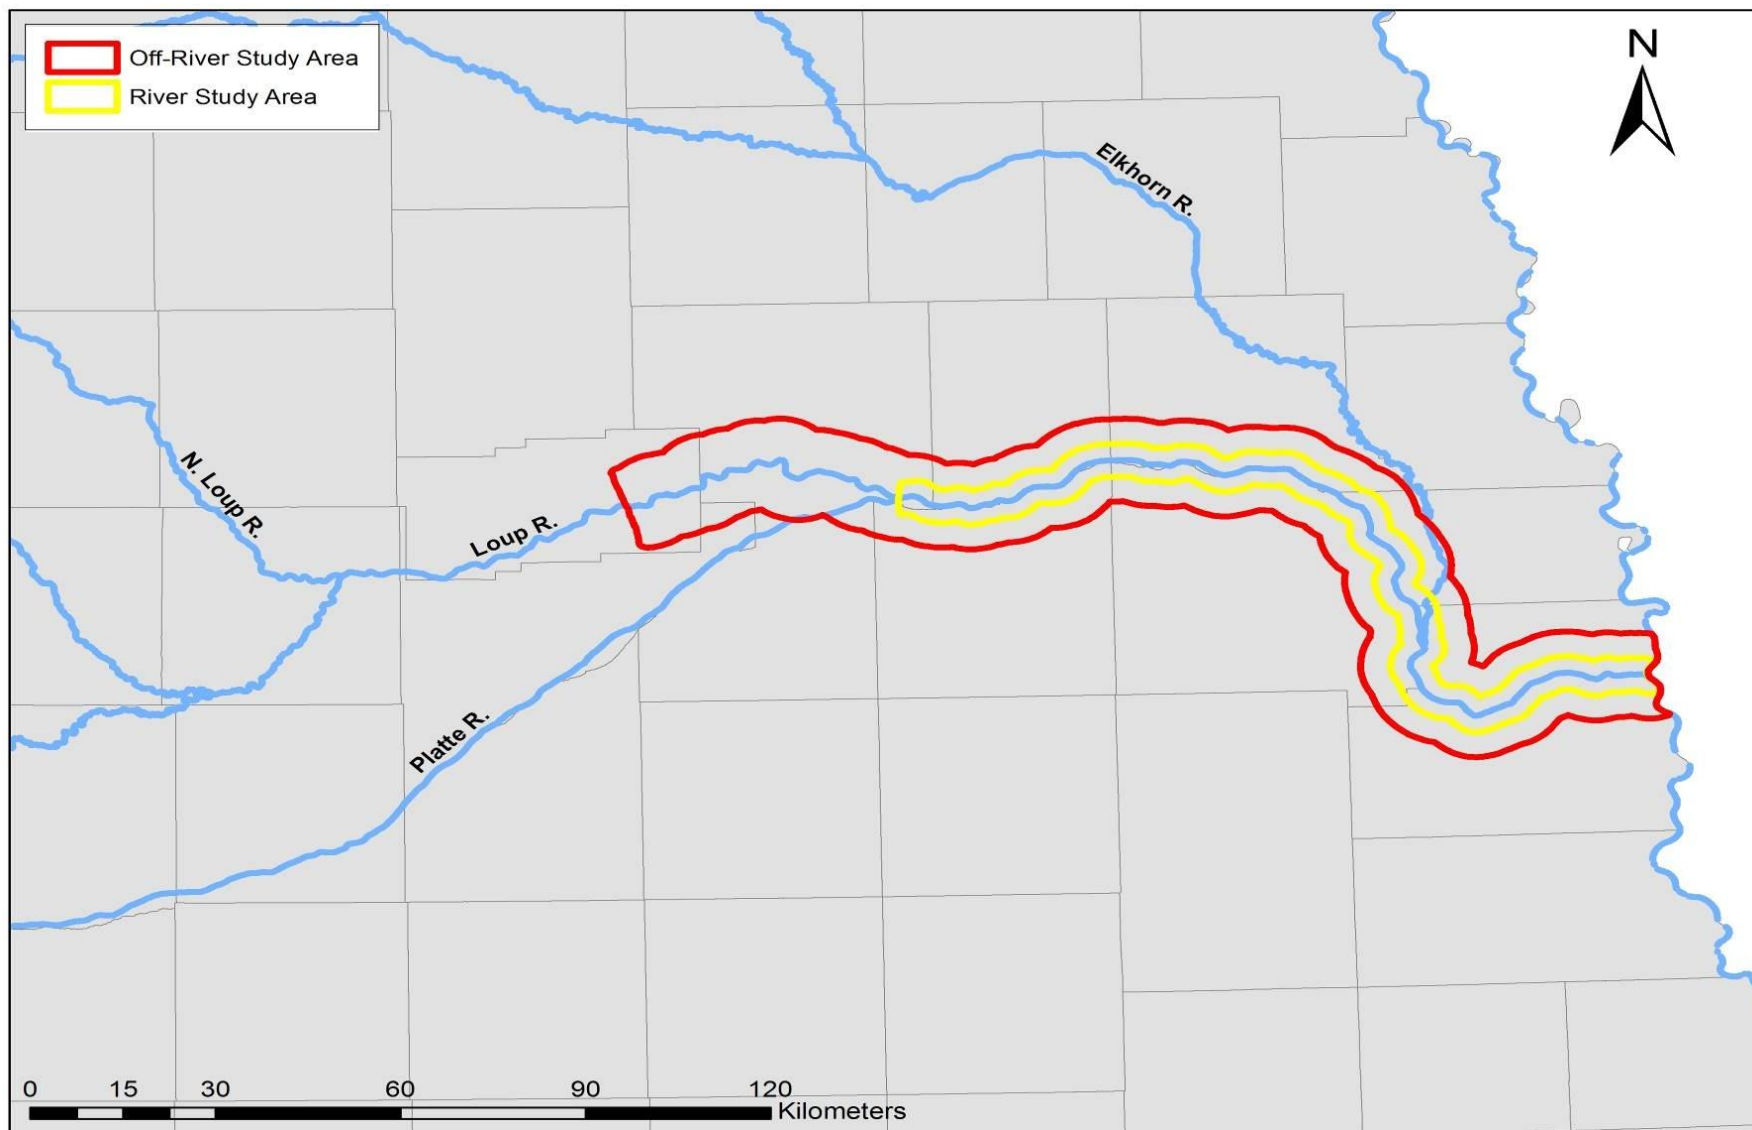 Off-River Study Area
River Study Area
N
Elkhorn R.
N. Loup R.
Loup R.
Platte R.
0 15 30 60 90 120
Kilometers